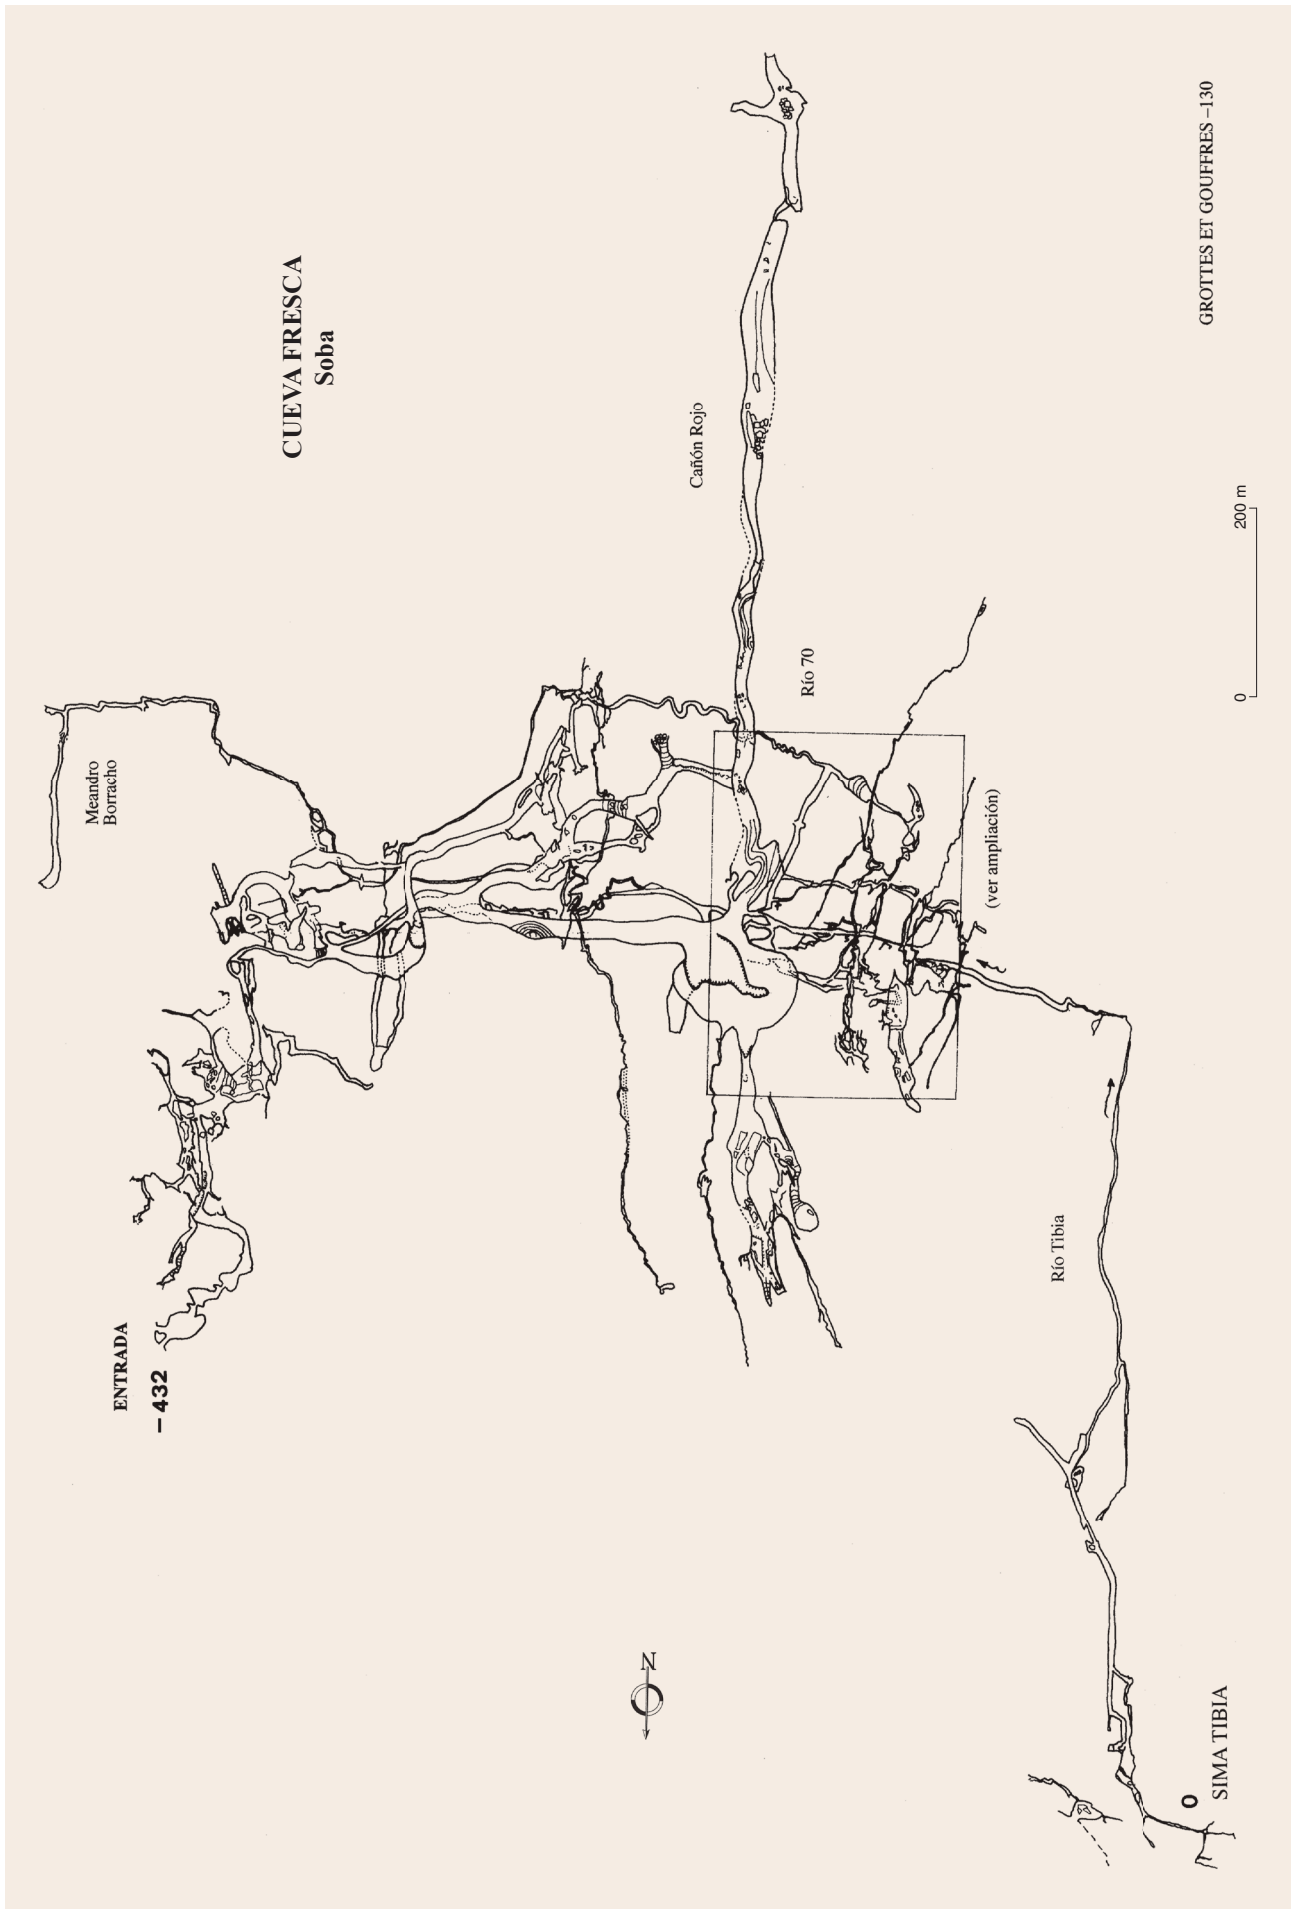 CUEVA FRESCA
Soba
GROTTES ET GOUFFRES –130
Meandro
Borracho
Cañón Rojo
Río 70
0
200 m
(ver ampliación)
ENTRADA
–432
Río Tibia
N
0
SIMA TIBIA